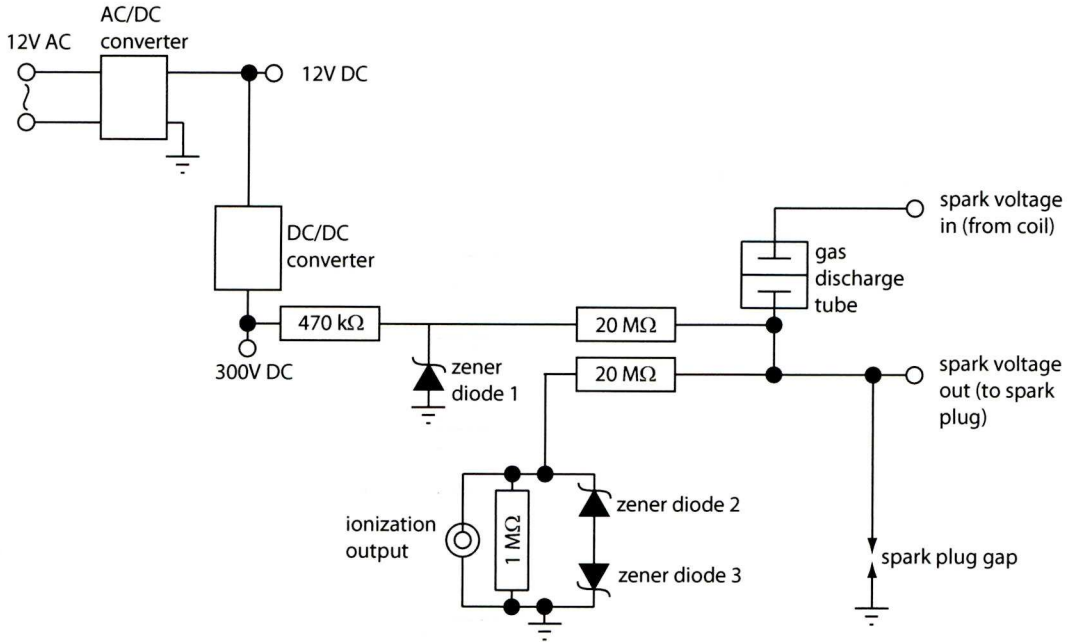 AC/DC
converter
12V AC
12V DC
DC/DC
converter
300V DC
470 kΩ
zener
diode 1
20 MΩ
20 MΩ
spark voltage
in (from coil)
gas
discharge
tube
spark voltage
out (to spark
plug)
ionization
output
1 MΩ
zener diode 2
zener diode 3
spark plug gap